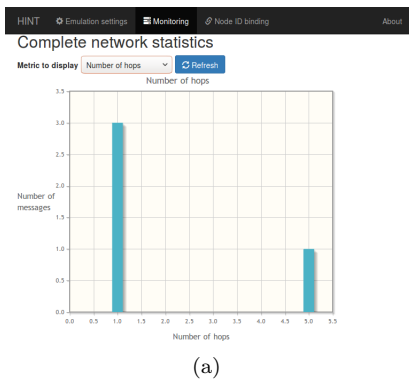 HINT Emulation settings Monitoring Node ID binding About
Complete network statistics
Metric to display Number of hops Refresh
Number of hops
3.5
3.0
2.5
2.0
Number of
messages
1.5
1.0
0.5
0.0
0.0 0.5 1.0 1.5 2.0 2.5 3.0 3.5 4.0 4.5 5.0 5.5
Number of hops
(a)